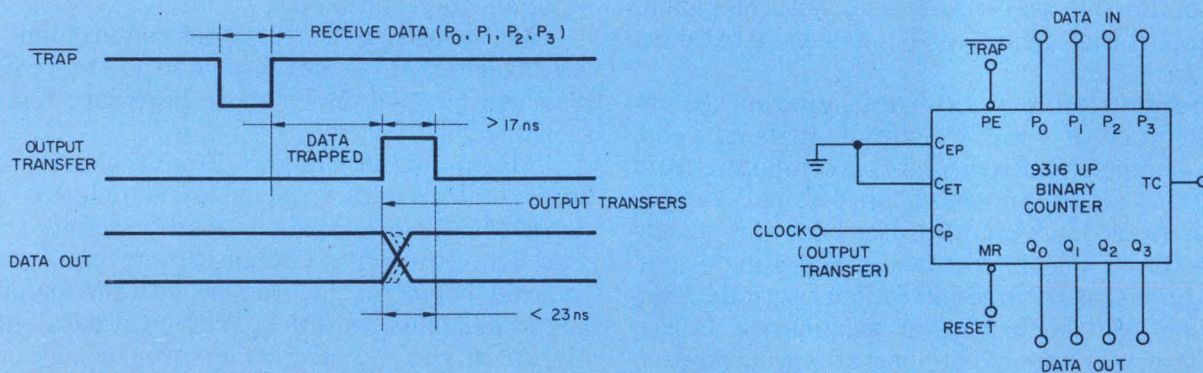 RECEIVE DATA (P0, P1, P2, P3)
TRAP
> 17 ns
DATA
TRAPPED
OUTPUT
TRANSFER
OUTPUT TRANSFERS
DATA OUT
< 23 ns
DATA IN
TRAP
PE P0 P1 P2 P3
CEP
CET
9316 UP
BINARY
COUNTER
TC
CLOCK
CP
(OUTPUT
TRANSFER)
MR Q0 Q1 Q2 Q3
RESET
DATA OUT